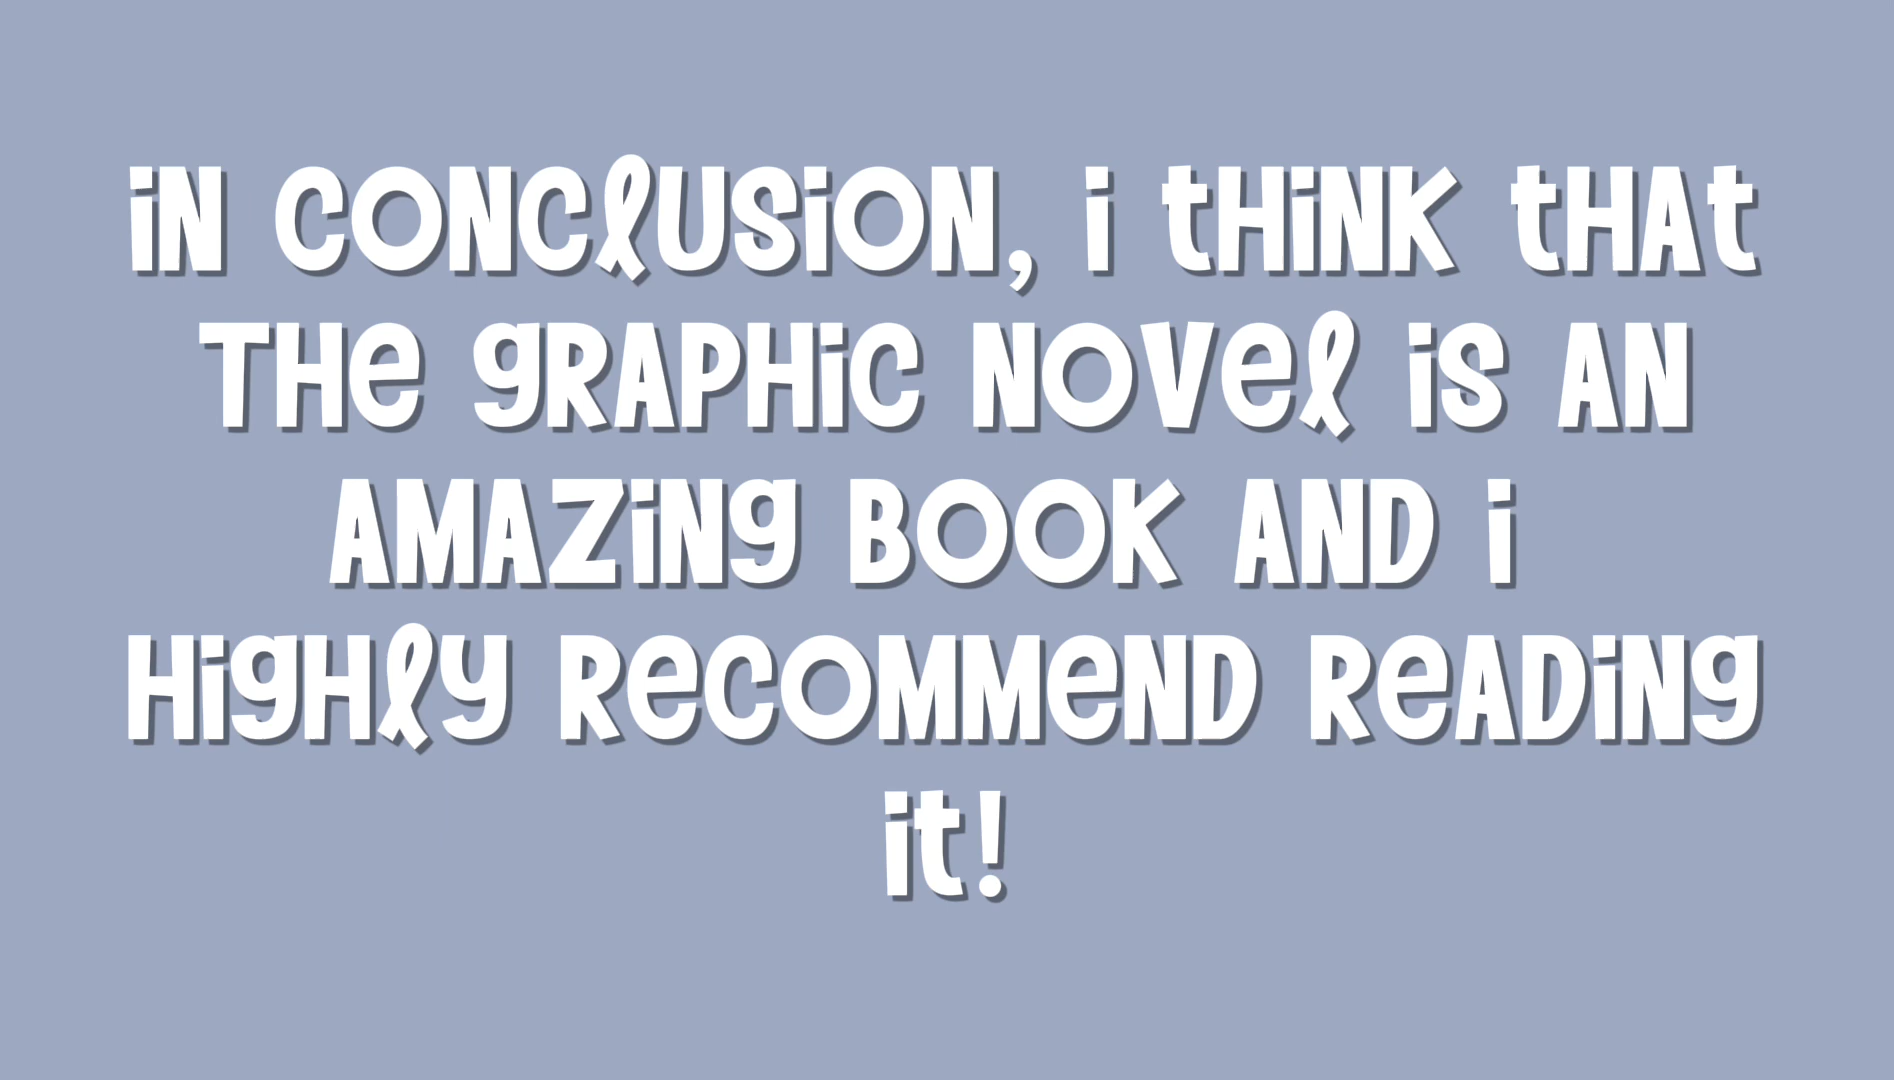 in conclusion, i think that
The graphic novel is an
amazing book and i
highly recommend reading
it!